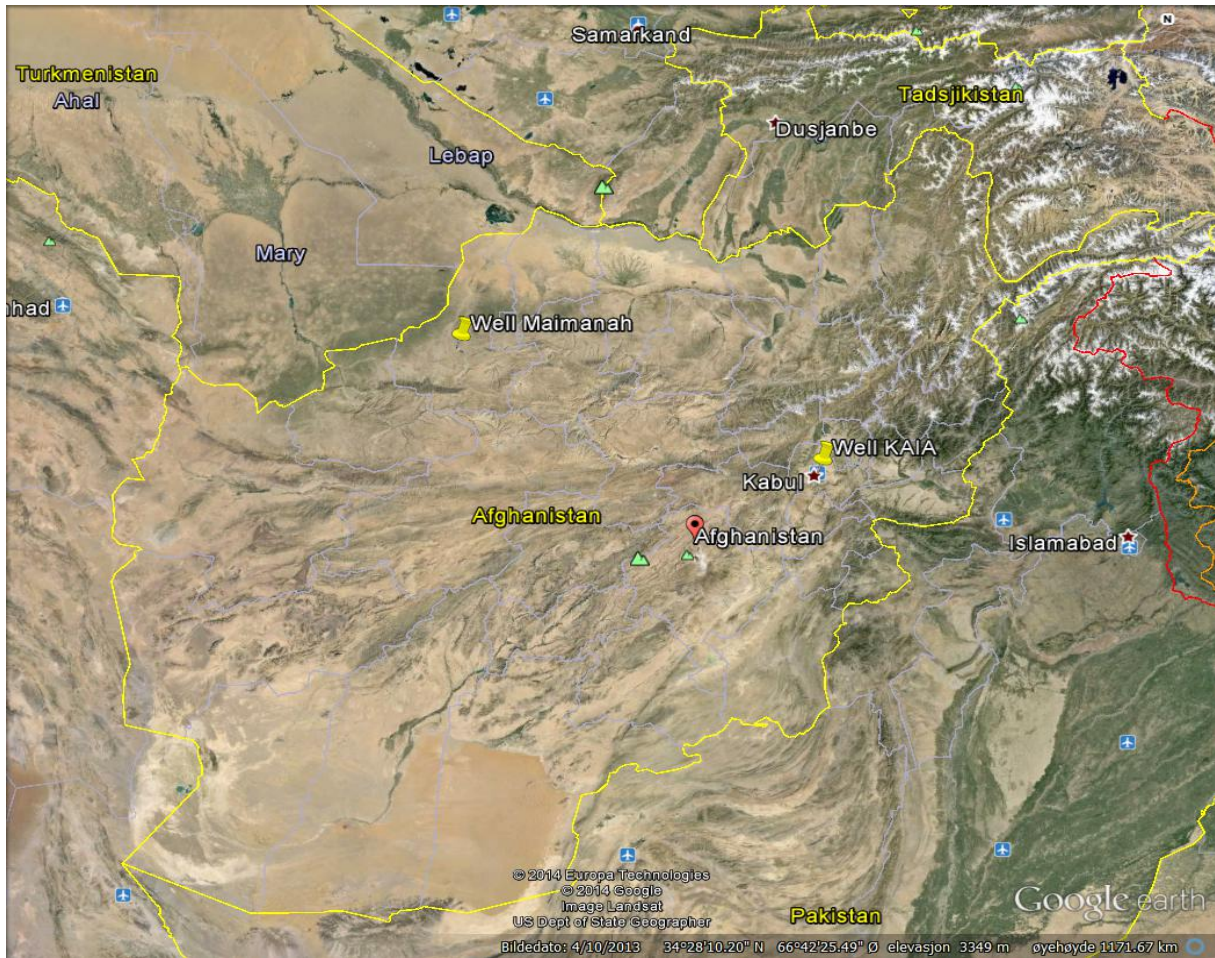 Samarkand
N
Turkmenistan
Ahal
Tadsjikistan
Dusjanbe
Lebap
Mary
hhad
Well Maimanah
Well KAIA
Kabul
Afghanistan
Afghanistan
Islamabad
© 2014 Europa Technologies
© 2014 Google
Image Landsat
US Dept of State Geographer
Google earth
Pakistan
Bildedato: 4/10/2013 34°28'10.20" N 66°42'25.49" Ø elevasjon 3349 m øyehøyde 1171.67 km